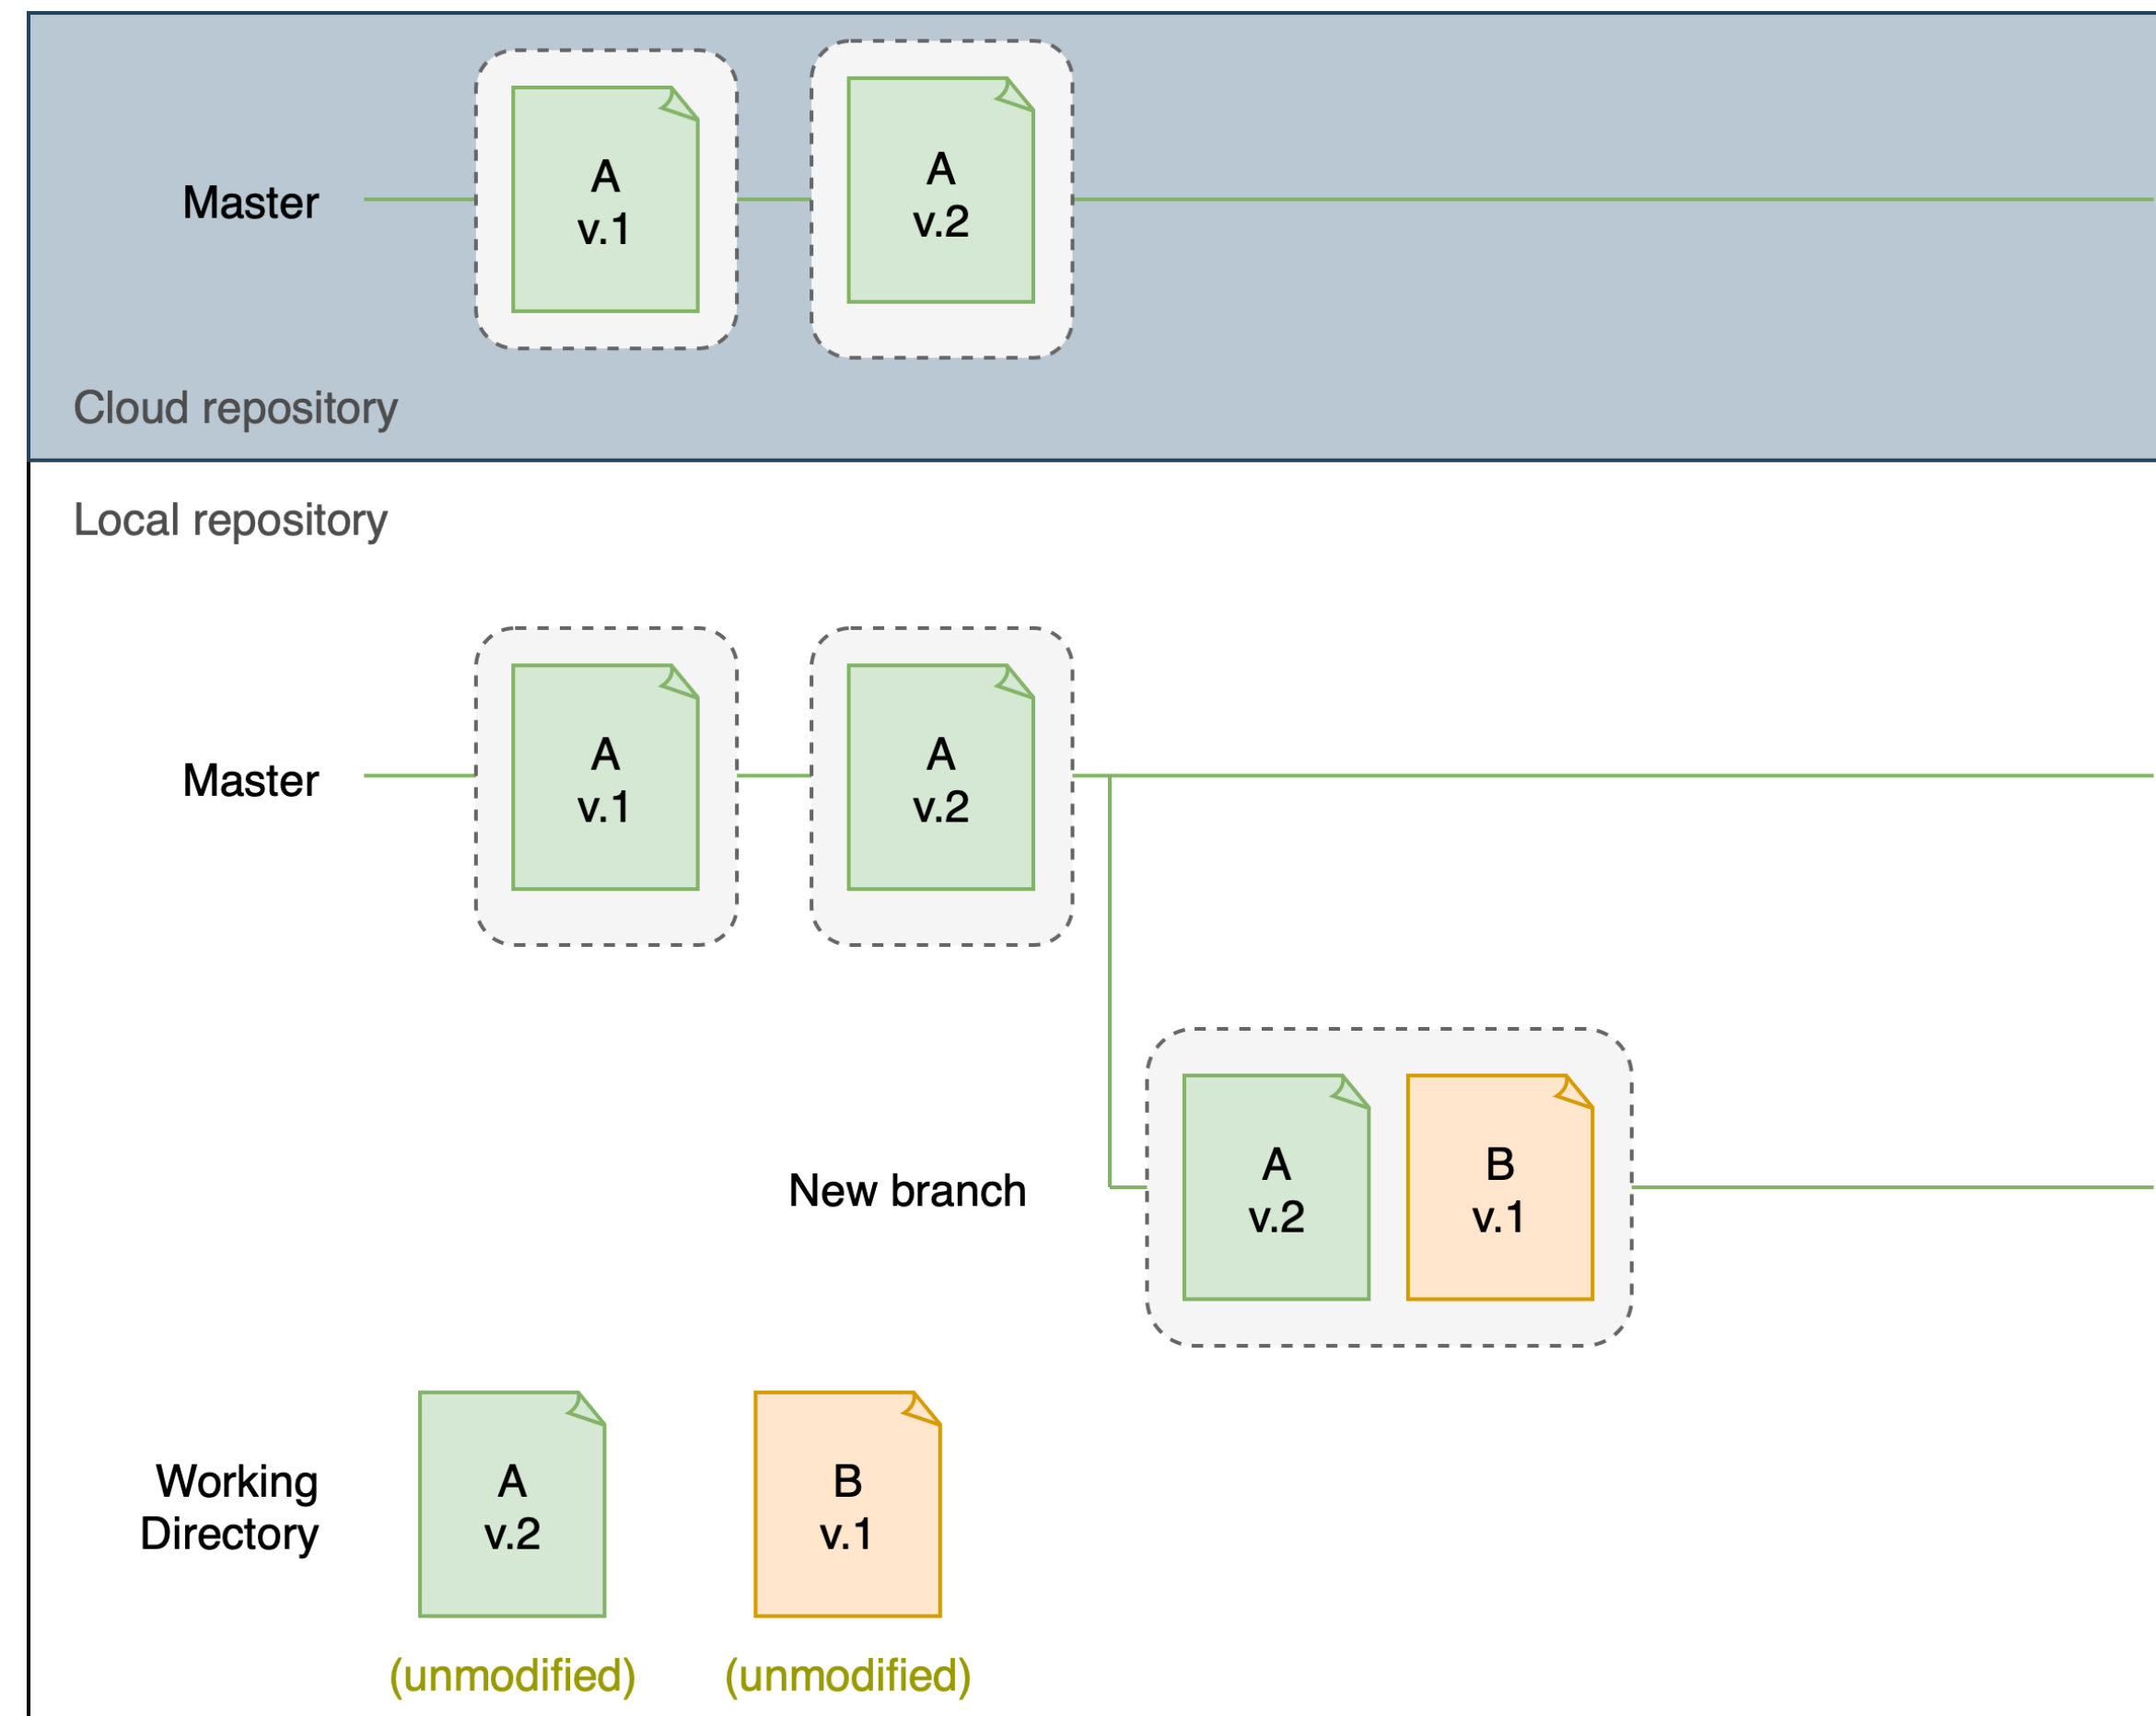 Master
A
v.1
A
v.2
Cloud repository
Local repository
Master
A
v.1
A
v.2
New branch
A
v.2
B
v.1
Working
Directory
A
v.2
B
v.1
(unmodified)
(unmodified)